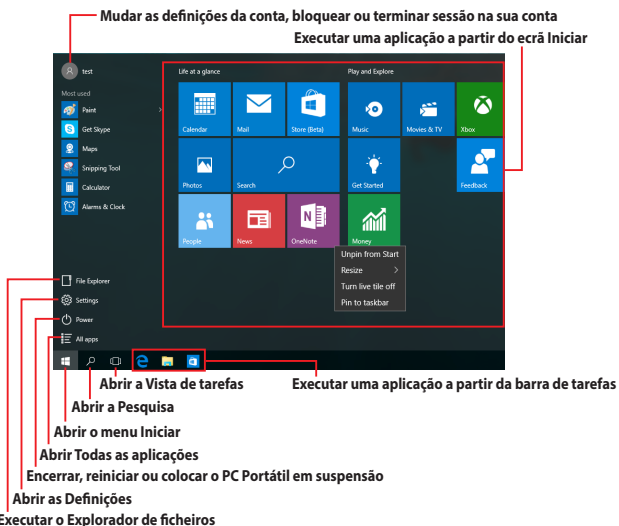 Mudar as definições da conta, bloquear ou terminar sessão na sua conta
Executar uma aplicação a partir do ecrã Iniciar
test
Most used
Paint
Get Skype
Maps
Snipping Tool
Calculator
Alarms & Clock
File Explorer
Settings
Power
All apps
Life at a glance
Calendar
Mail
Store (Beta)
Photos
Search
People
News
OneNote
Play and Explore
Music
Movies & TV
Xbox
Get Started
Feedback
Money
Unpin from Start
Resize
Turn live tile off
Pin to taskbar
Abrir a Vista de tarefas
Executar uma aplicação a partir da barra de tarefas
Abrir a Pesquisa
Abrir o menu Iniciar
Abrir Todas as aplicações
Encerrar, reiniciar ou colocar o PC Portátil em suspensão
Abrir as Definições
Executar o Explorador de ficheiros